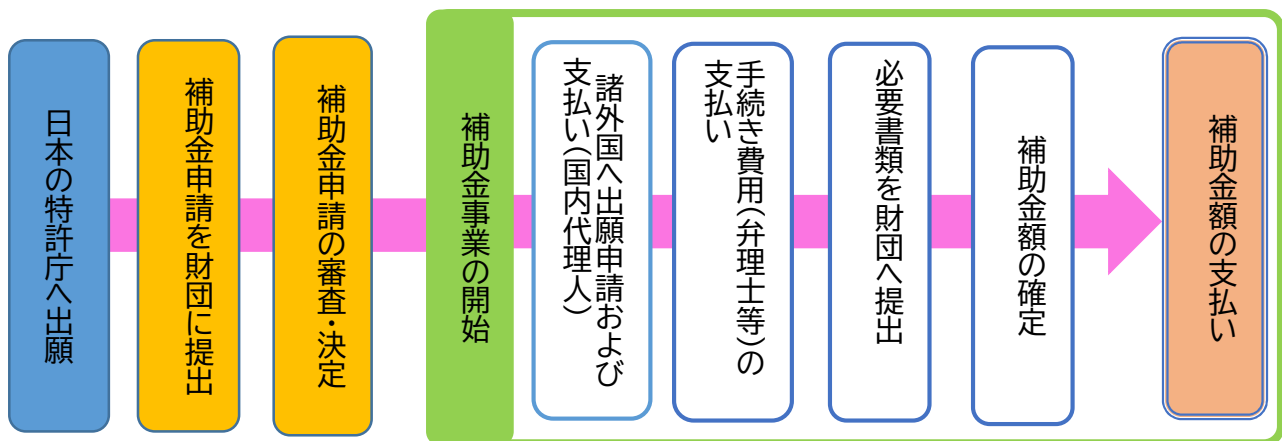 日本の特許庁へ出願
補助金申請を財団に提出
補助金申請の審査・決定
補助金事業の開始
諸外国へ出願申請および
支払い(国内代理人)
手続き費用(弁理士等)の
支払い
必要書類を財団へ提出
補助金額の確定
補助金額の支払い